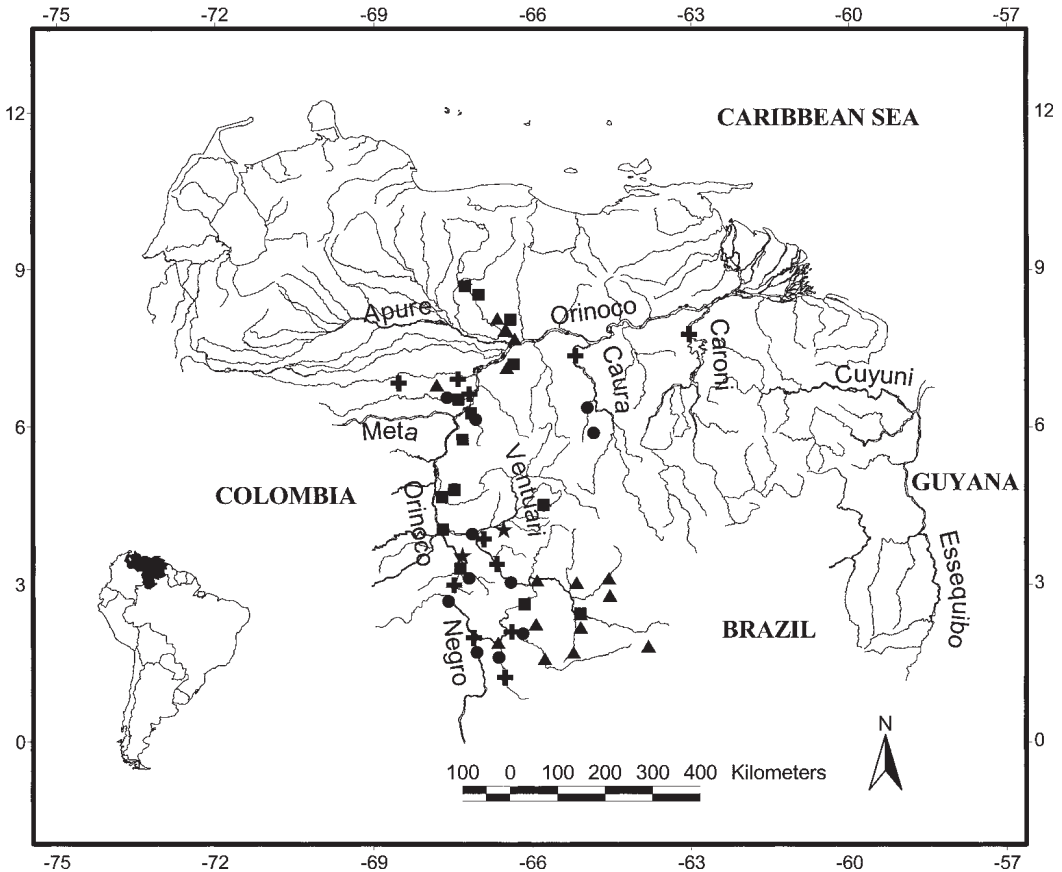 -75 -72 -69 -66 -63 -60 -57
12 CARIBBEAN SEA 12
9 9
Apure Orinoco
Caura Caroni Cuyuni
6 6
Meta
Ventuari
COLOMBIA Orinoco GUYANA
Essequibo
3 3
Negro BRAZIL
N
0 0
100 0 100 200 300 400 Kilometers
-75 -72 -69 -66 -63 -60 -57